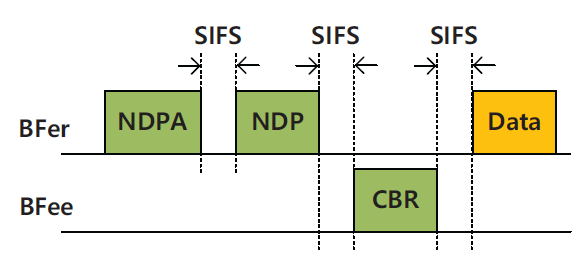 SIFS SIFS SIFS
BFer NDPA NDP Data
BFee CBR